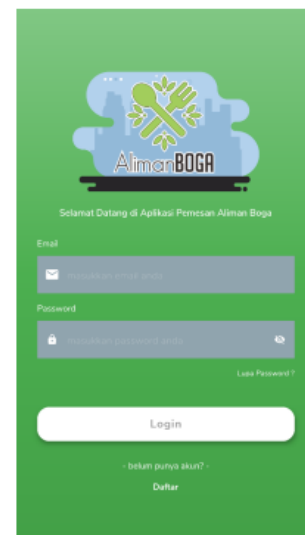 AlimanBOGA
Selamat Datang di Aplikasi Pemesan Aliman Boga
Email
masukkan email anda
Password
masukkan password anda
Lupa Password ?
Login
- belum punya akun? -
Daftar